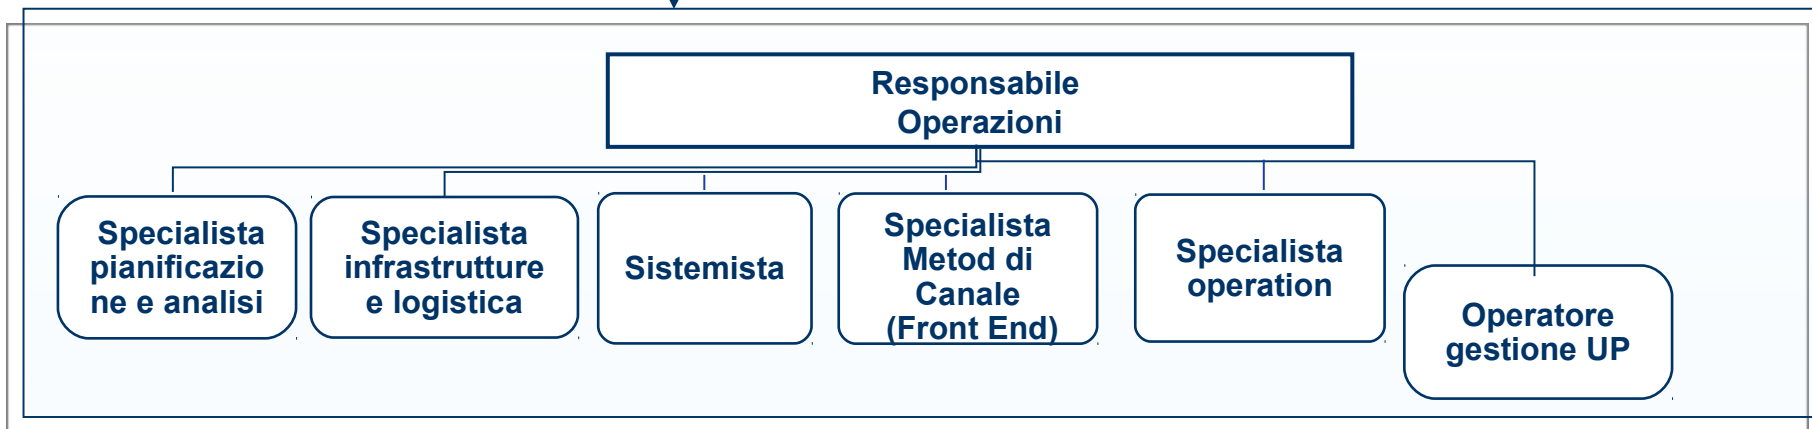 Responsabile
Operazioni
Specialista
pianificazio
ne e analisi
Specialista
infrastrutture
e logistica
Sistemista
Specialista
Metod di
Canale
(Front End)
Specialista
operation
Operatore
gestione UP